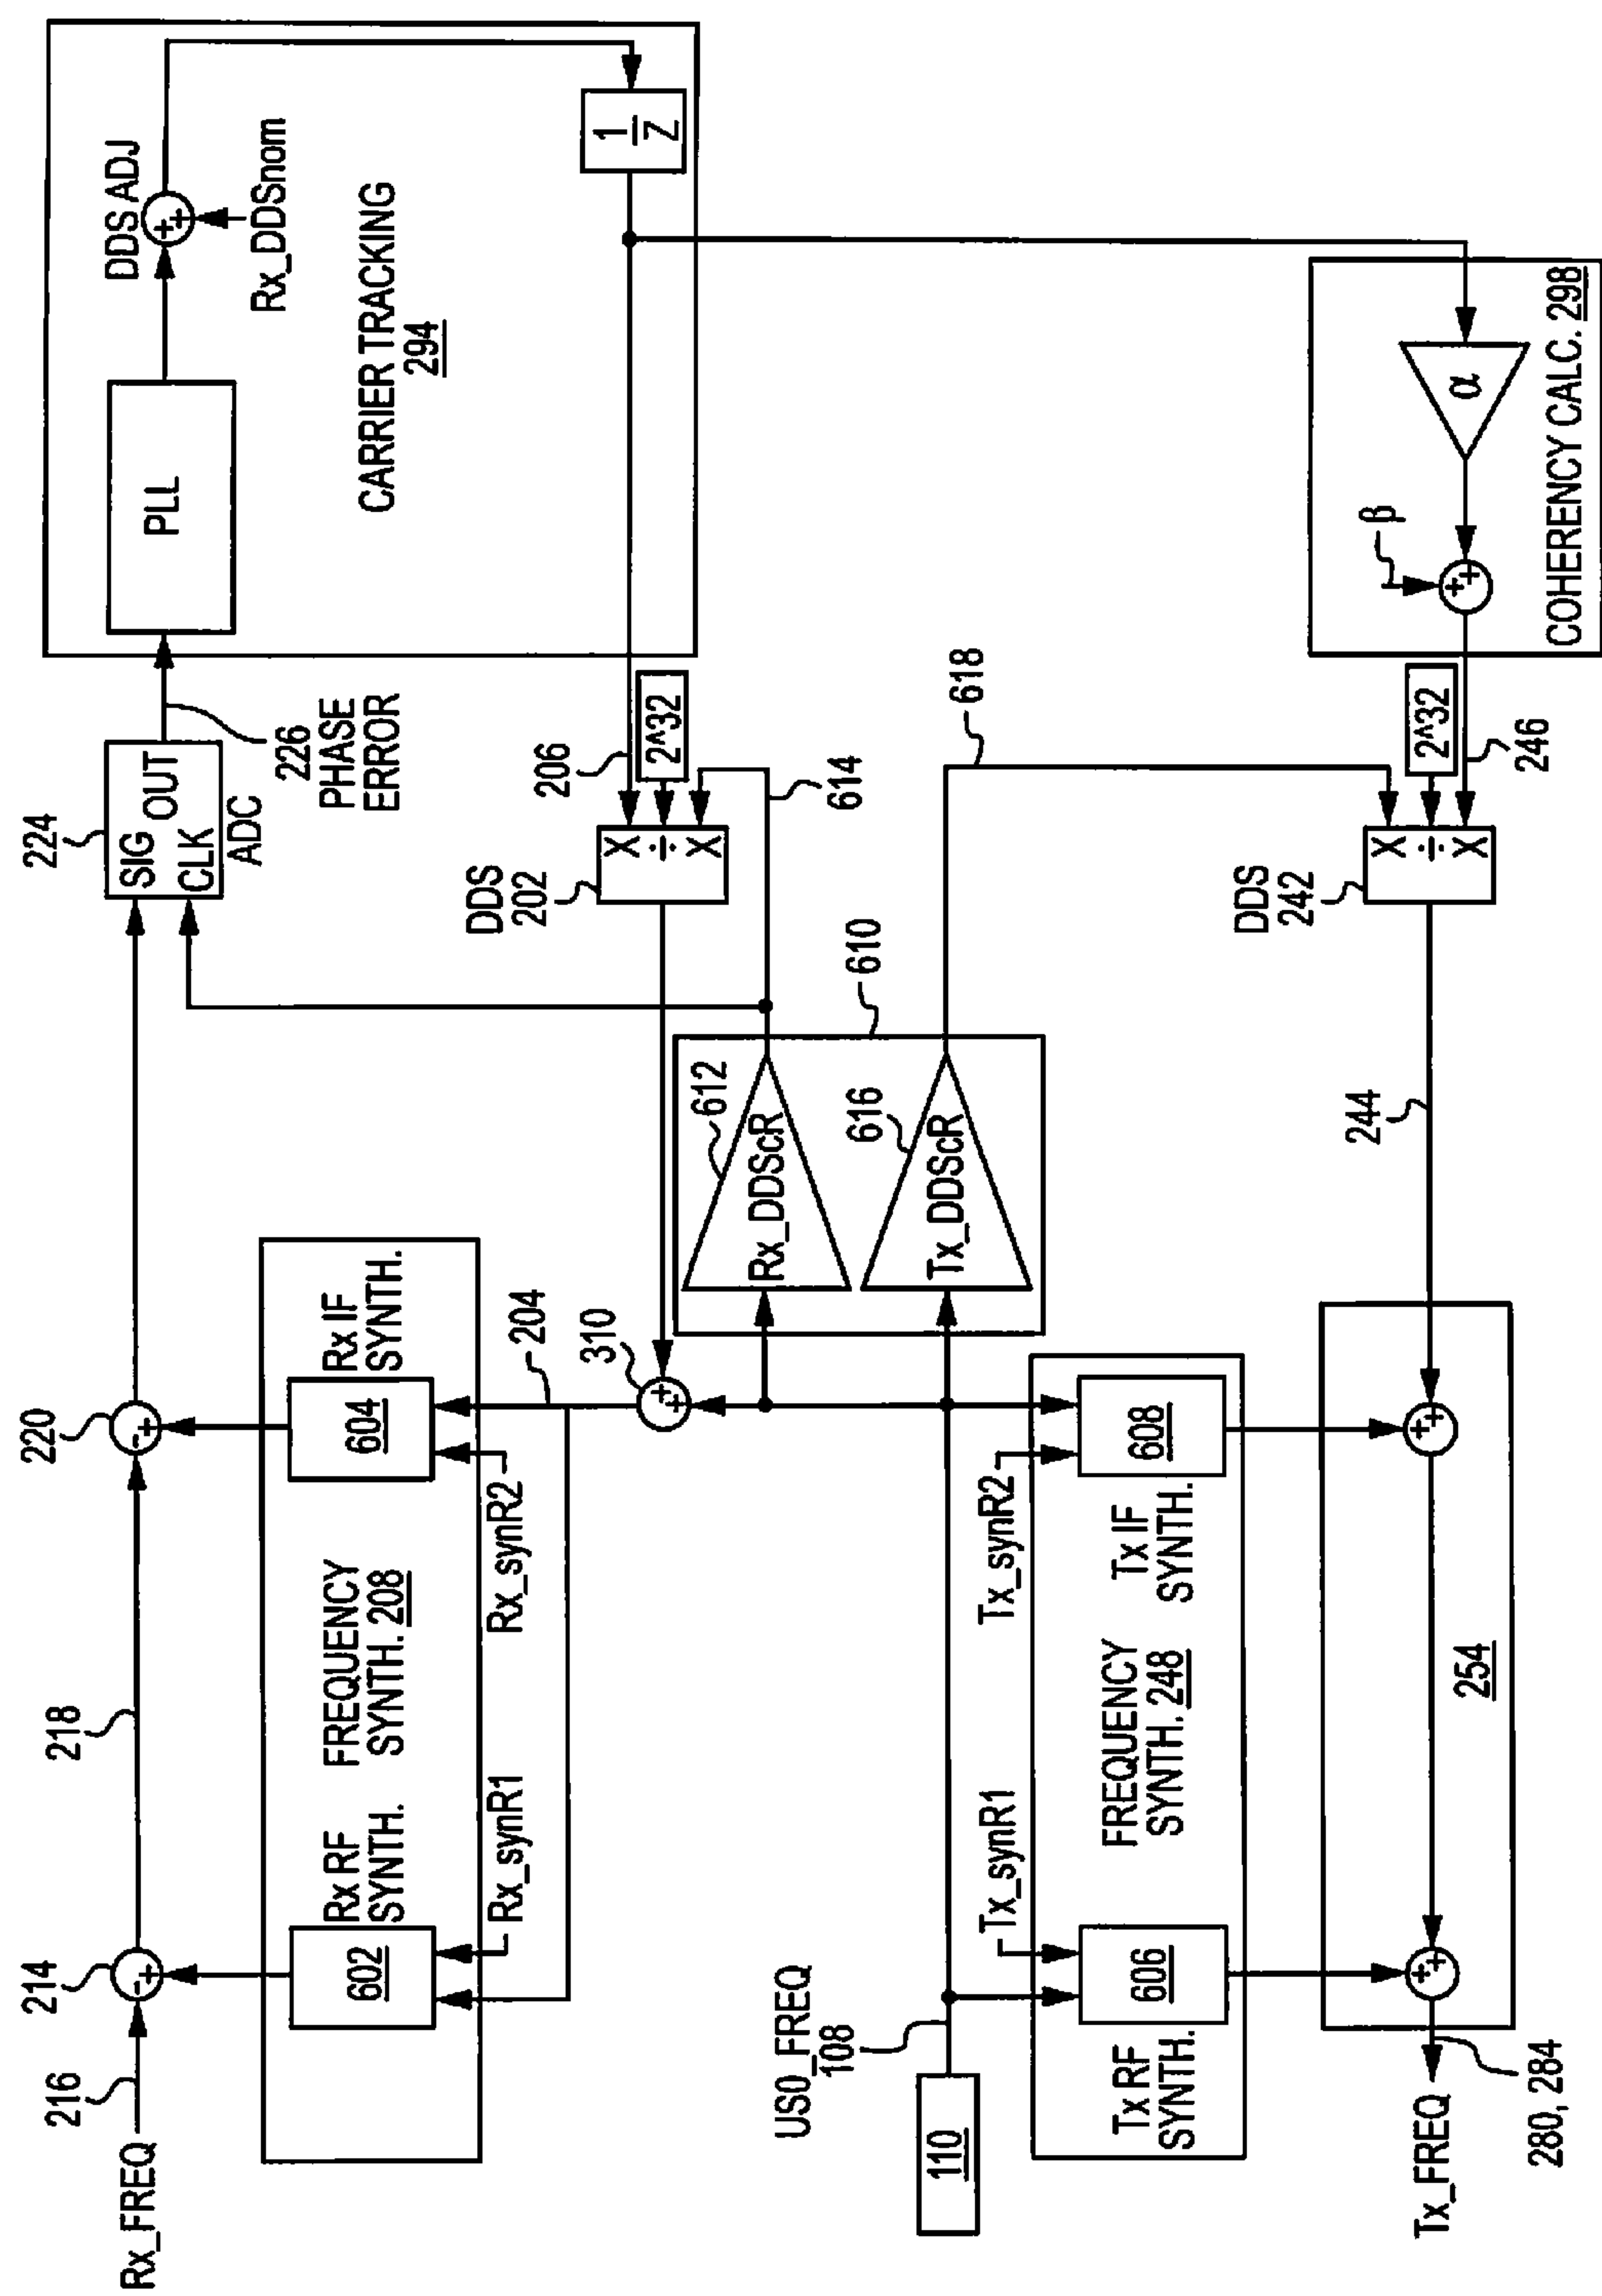 Rx_FREQ
216
214
218
220
224
SIG
OUT
CLK
ADC
226
PHASE
ERROR
PLL
DDS ADJ
Rx_DDSnom
CARRIER TRACKING
294
1
Z
602
Rx RF
SYNTH.
FREQUENCY
SYNTH. 208
604
Rx IF
SYNTH.
Rx_synR1
Rx_synR2
204
310
DDS
202
X
÷
X
206
2^32
614
612
Rx_DDScR
616
Tx_DDScR
610
618
US0_FREQ
108
110
Tx_synR1
Tx_synR2
606
Tx RF
SYNTH.
FREQUENCY
SYNTH. 248
608
Tx IF
SYNTH.
254
244
DDS
242
X
÷
X
2^32
246
β
α
COHERENCY CALC. 298
Tx_FREQ
280, 284
+
+
+
+
-
+
-
+
+
+
+
+
+
+
+
+